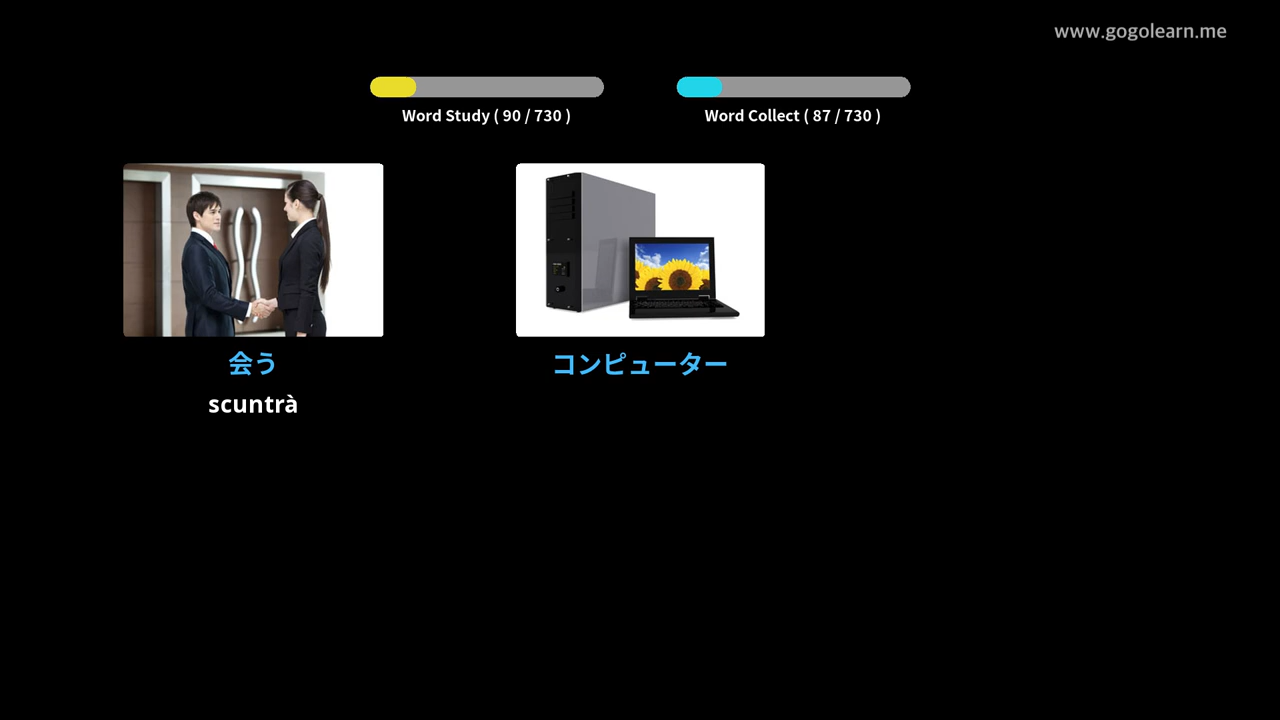 www.gogolearn.me
Word Study ( 90 / 730 )
Word Collect ( 87 / 730 )
会う
scuntrà
コンピューター